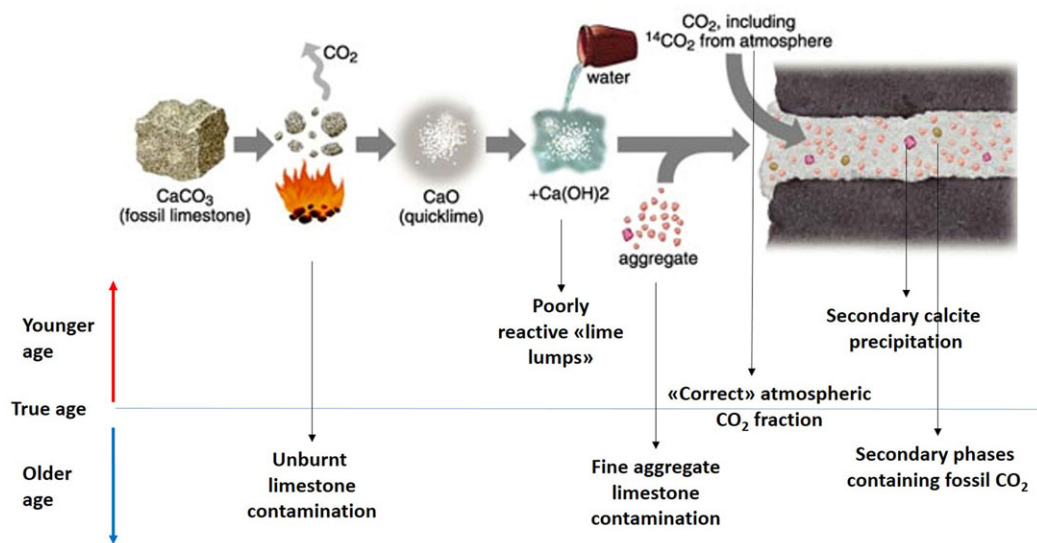 CO₂
CO₂, including
¹⁴CO₂ from atmosphere
water
CaCO₃
(fossil limestone)
CaO
(quicklime)
+Ca(OH)2
aggregate
Younger
age
True age
Older
age
Poorly
reactive «lime
lumps»
Secondary calcite
precipitation
«Correct» atmospheric
CO₂ fraction
Unburnt
limestone
contamination
Fine aggregate
limestone
contamination
Secondary phases
containing fossil CO₂